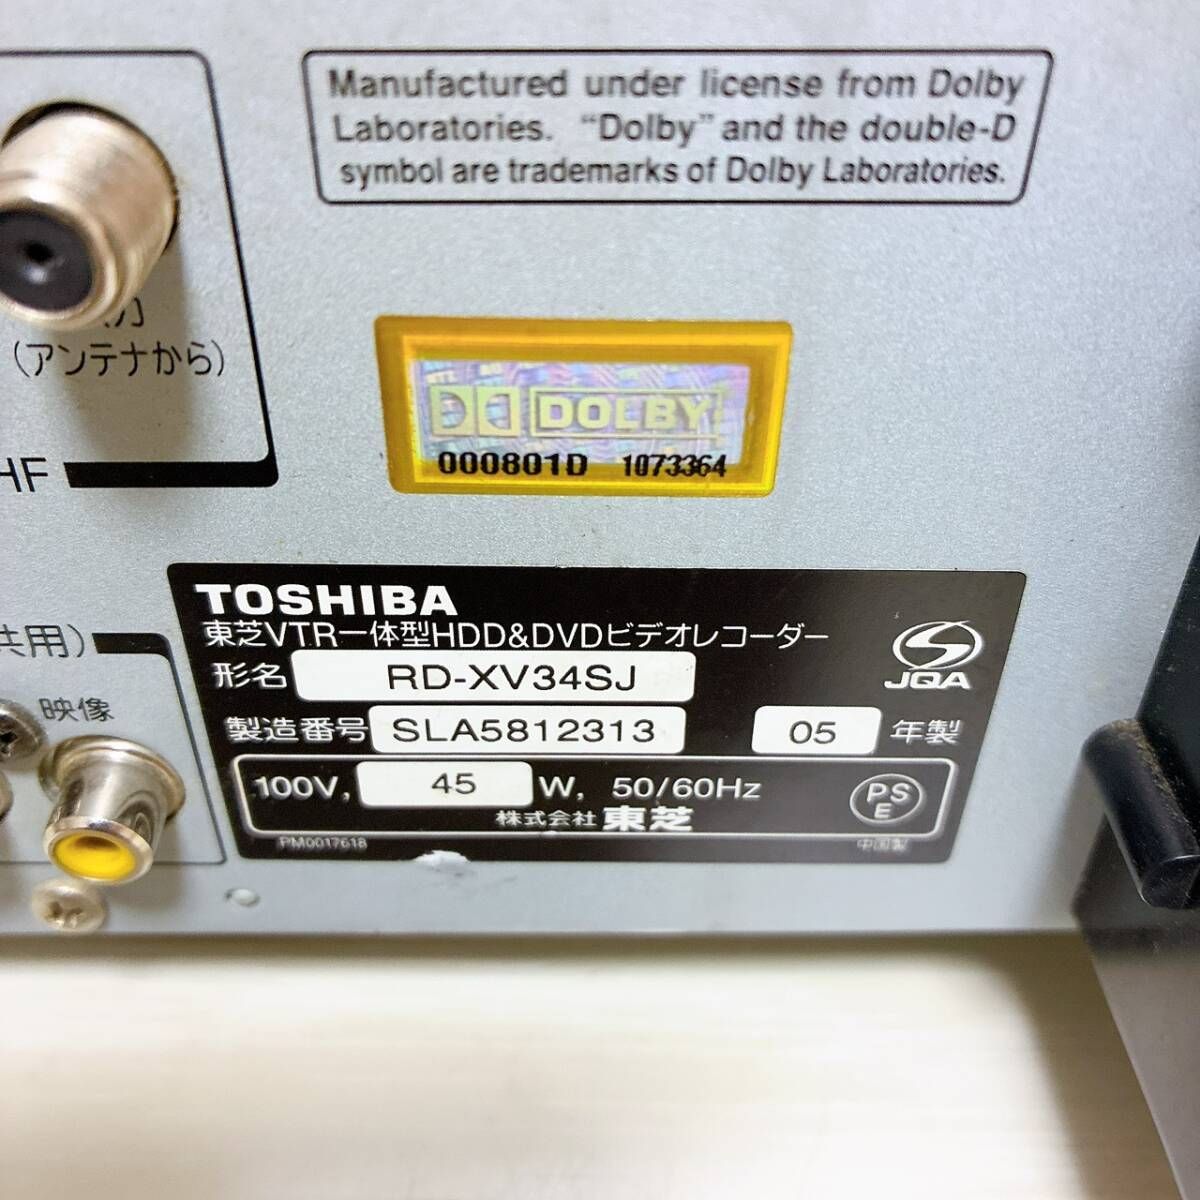 Manufactured under license from Dolby
Laboratories. "Dolby" and the double-D
symbol are trademarks of Dolby Laboratories.
(アンテナから)
HF
DOLBY
000801D 1073364
共用)
映像
TOSHIBA
東芝VTR一体型HDD&DVDビデオレコーダー
形名 RD-XV34SJ
JQA
製造番号 SLA5812313 05 年製
100V, 45 W, 50/60Hz
PSE
株式会社 東芝
PM0017618
中国製